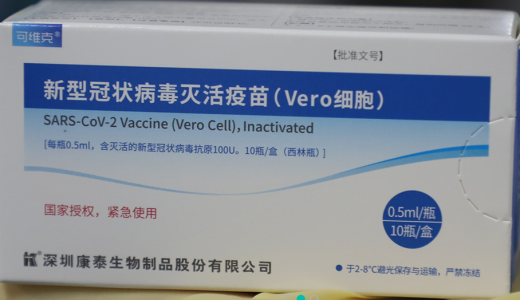 可维克®
【批准文号】
新型冠状病毒灭活疫苗（Vero细胞）
SARS-CoV-2 Vaccine (Vero Cell), Inactivated
[每瓶0.5ml，含灭活的新型冠状病毒抗原100U。10瓶/盒（西林瓶）]
国家授权，紧急使用
0.5ml/瓶
10瓶/盒
深圳康泰生物制品股份有限公司
● 于2-8℃避光保存与运输，严禁冻结